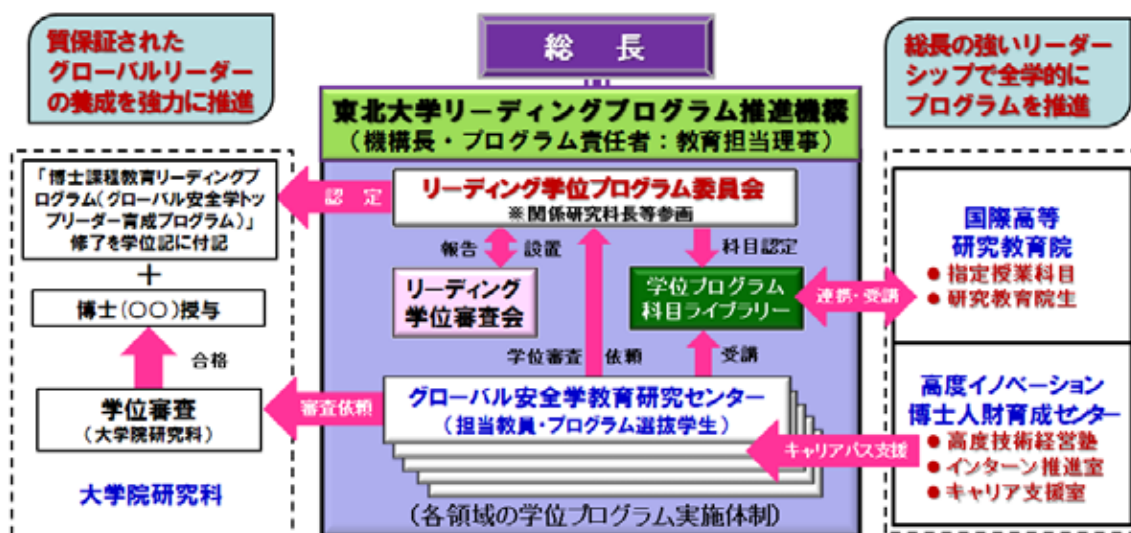 質保証された
グローバルリーダー
の養成を強力に推進
総 長
総長の強いリーダー
シップで全学的に
プログラムを推進
東北大学リーディングプログラム推進機構
（機構長・プログラム責任者：教育担当理事）
「博士課程教育リーディングプ
ログラム（グローバル安全学トッ
プリーダー育成プログラム）」
修了を学位記に付記
＋
博士（〇〇）授与
合格
学位審査
（大学院研究科）
大学院研究科
認 定
審査依頼
リーディング学位プログラム委員会
※関係研究科長等参画
報告
設置
科目認定
リーディング
学位審査会
学位プログラム
科目ライブラリー
学位審査
依頼
受講
グローバル安全学教育研究センター
（担当教員・プログラム選抜学生）
（各領域の学位プログラム実施体制）
連携・受講
キャリアパス支援
国際高等
研究教育院
● 指定授業科目
● 研究教育院生
高度イノベーション
博士人財育成センター
● 高度技術経営塾
● インターン推進室
● キャリア支援室